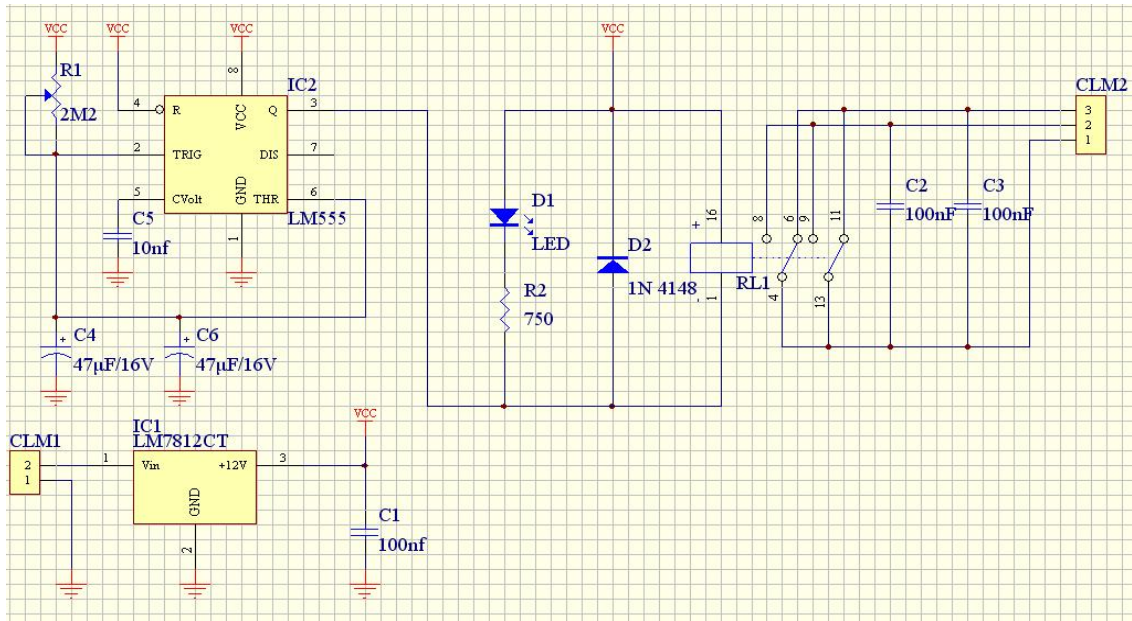 VCC VCC VCC VCC
R1
2M2
8
IC2
4 R Q 3
VCC
2 TRIG DIS 7
GND
5 CVolt THR 6
LM555
C5
10nf
1
CLM2
3
2
1
C2
100nF
C3
100nF
D1
LED
D2
1N 4148
R2
750
+ 16
- 1
RL1
8 6 9 11
4 13
C4
47µF/16V
C6
47µF/16V
+ +
VCC
IC1
LM7812CT
CLM1
2
1
1 Vin +12V 3
GND
2
C1
100nf